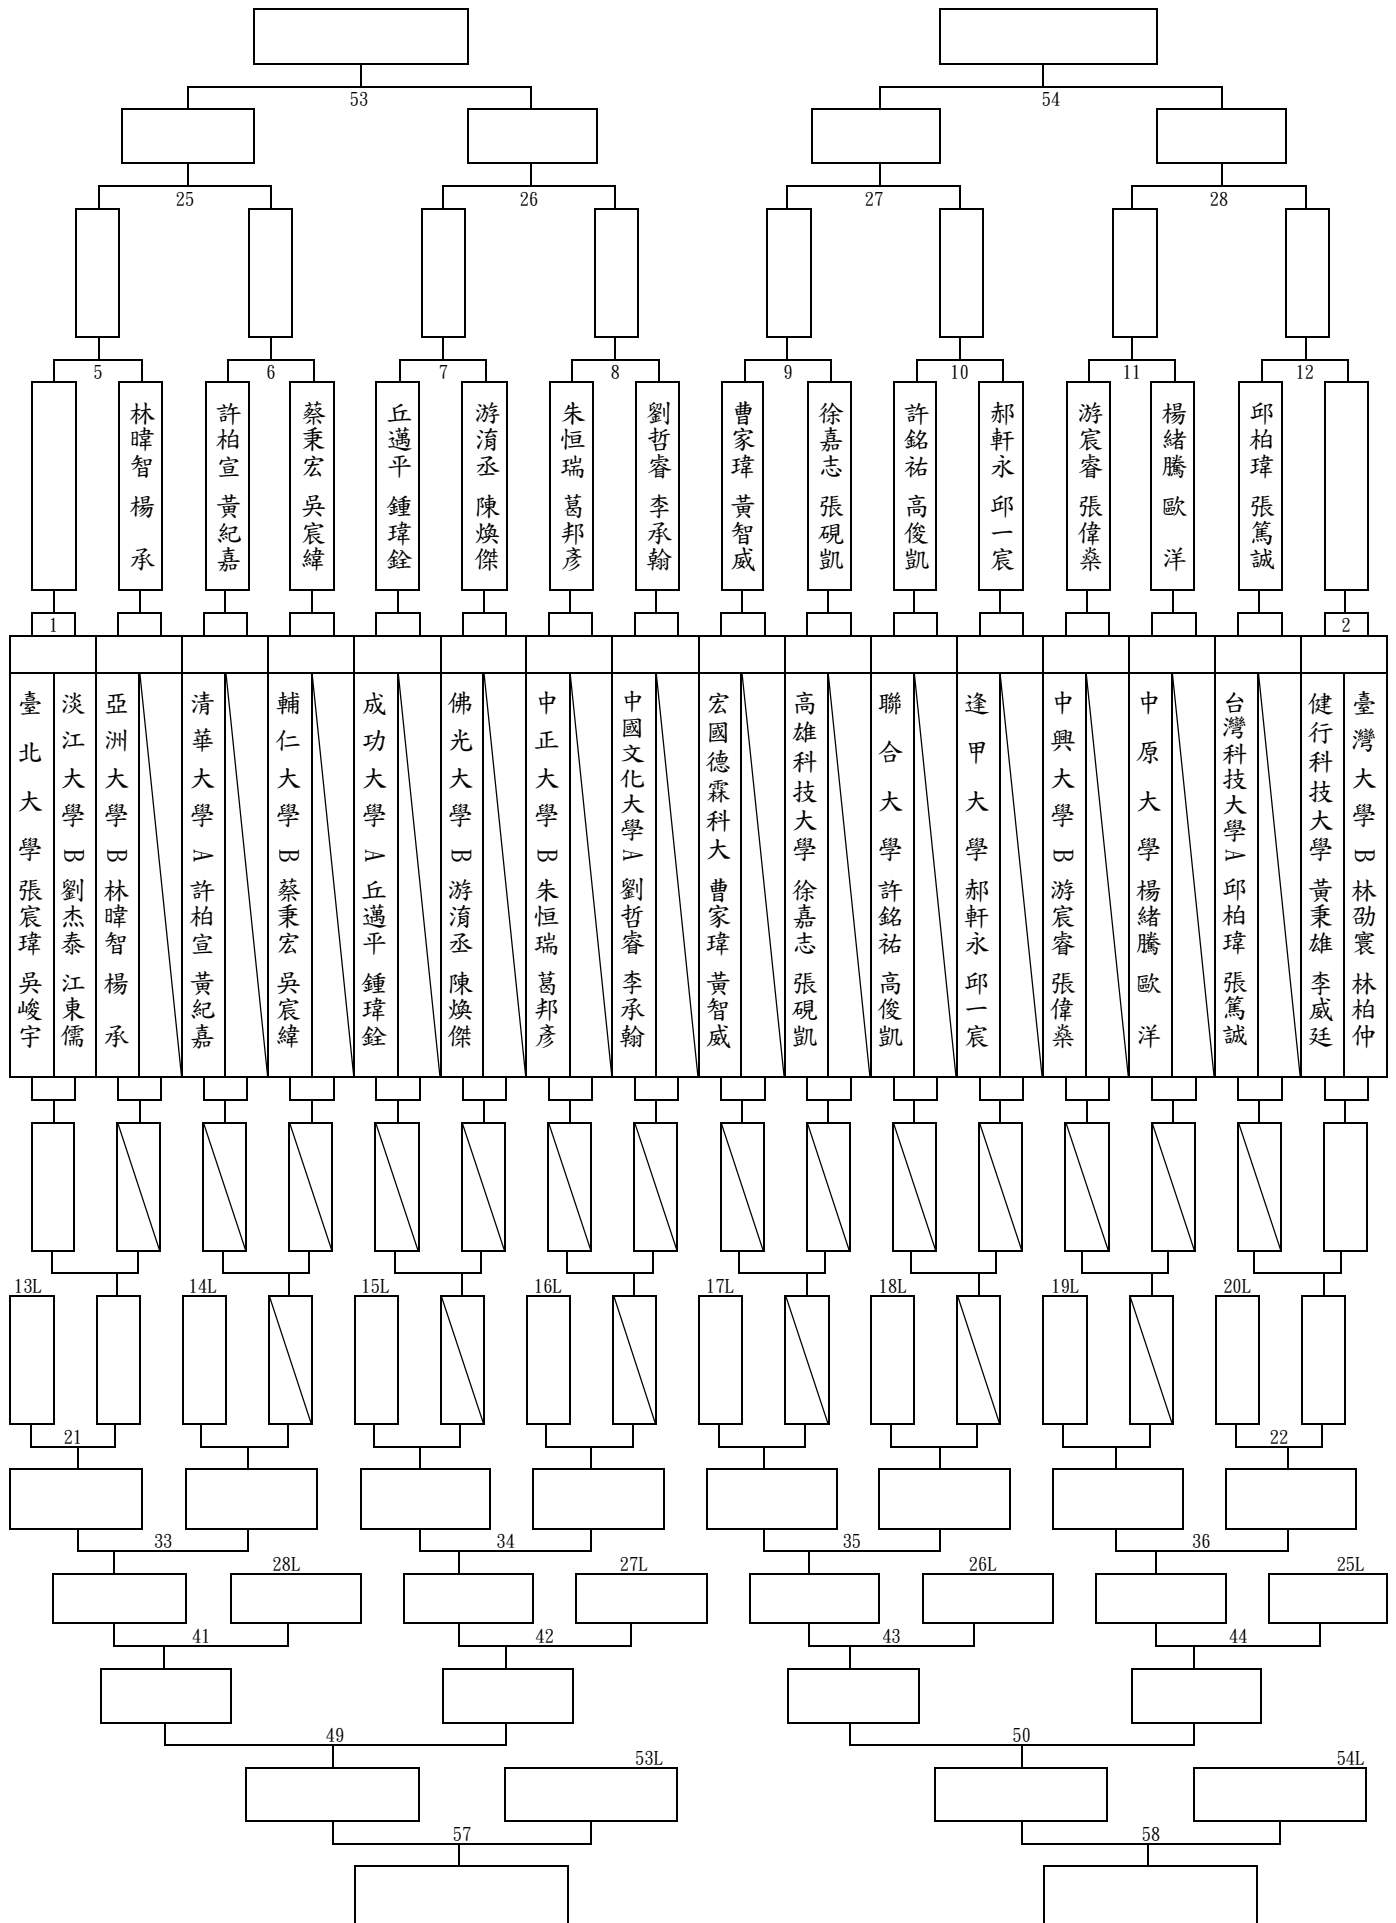 53
54
25
26
27
28
5
6
7
8
9
10
11
12
林暐智 楊　承
許柏宣 黃紀嘉
蔡秉宏 吳宸緯
丘邁平 鍾瑋銓
游淯丞 陳煥傑
朱恒瑞 葛邦彥
劉哲睿 李承翰
曹家瑋 黃智威
徐嘉志 張硯凱
許銘祐 高俊凱
郝軒永 邱一宸
游宸睿 張偉燊
楊緒騰 歐　洋
邱柏瑋 張篤誠
1
2
臺北大學 張宸瑋 吳峻宇
淡江大學B 劉杰泰 江東儒
亞洲大學B 林暐智 楊　承
清華大學A 許柏宣 黃紀嘉
輔仁大學B 蔡秉宏 吳宸緯
成功大學A 丘邁平 鍾瑋銓
佛光大學B 游淯丞 陳煥傑
中正大學B 朱恒瑞 葛邦彥
中國文化大學A 劉哲睿 李承翰
宏國德霖科大 曹家瑋 黃智威
高雄科技大學 徐嘉志 張硯凱
聯合大學 許銘祐 高俊凱
逢甲大學 郝軒永 邱一宸
中興大學B 游宸睿 張偉燊
中原大學 楊緒騰 歐　洋
台灣科技大學A 邱柏瑋 張篤誠
健行科技大學 黃秉雄 李威廷
臺灣大學B 林劭寰 林柏仲
13L
14L
15L
16L
17L
18L
19L
20L
21
22
33
34
35
36
28L
27L
26L
25L
41
42
43
44
49
50
53L
54L
57
58